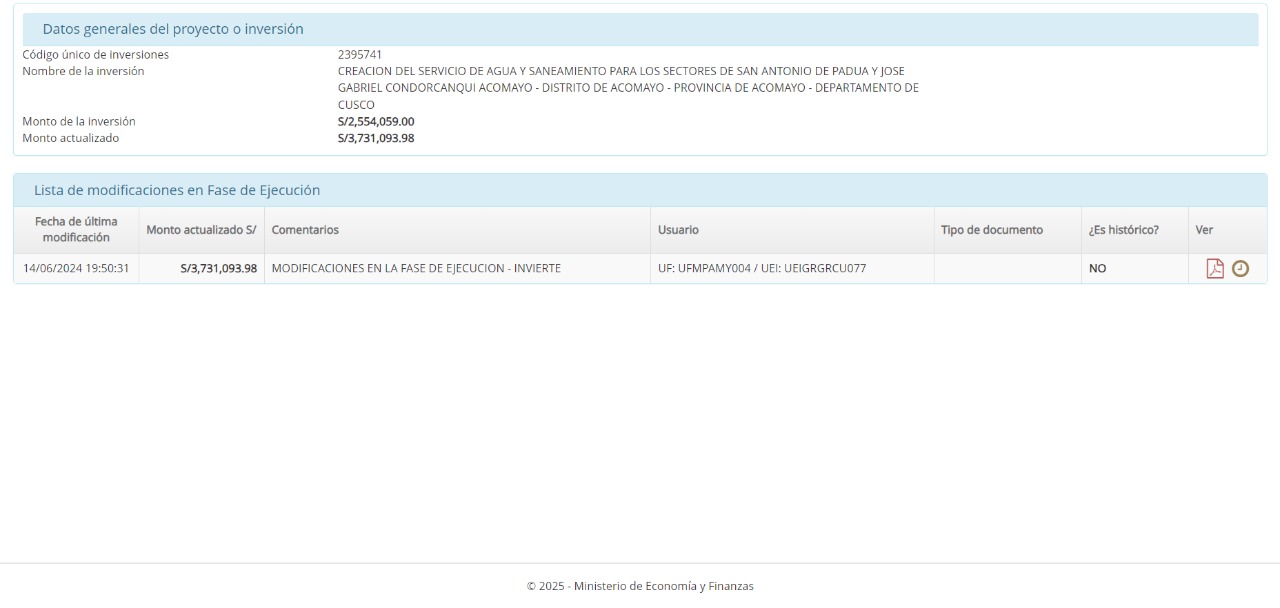 Datos generales del proyecto o inversión
Código único de inversiones 2395741
Nombre de la inversión CREACION DEL SERVICIO DE AGUA Y SANEAMIENTO PARA LOS SECTORES DE SAN ANTONIO DE PADUA Y JOSE
GABRIEL CONDORCANQUI ACOMAYO - DISTRITO DE ACOMAYO - PROVINCIA DE ACOMAYO - DEPARTAMENTO DE
CUSCO
Monto de la inversión S/2,554,059.00
Monto actualizado S/3,731,093.98
Lista de modificaciones en Fase de Ejecución
Fecha de última
modificación Monto actualizado S/ Comentarios Usuario Tipo de documento ¿Es histórico? Ver
14/06/2024 19:50:31 S/3,731,093.98 MODIFICACIONES EN LA FASE DE EJECUCION - INVIERTE UF: UFMPAMY004 / UEI: UEIGRGRCU077 NO
© 2025 - Ministerio de Economía y Finanzas